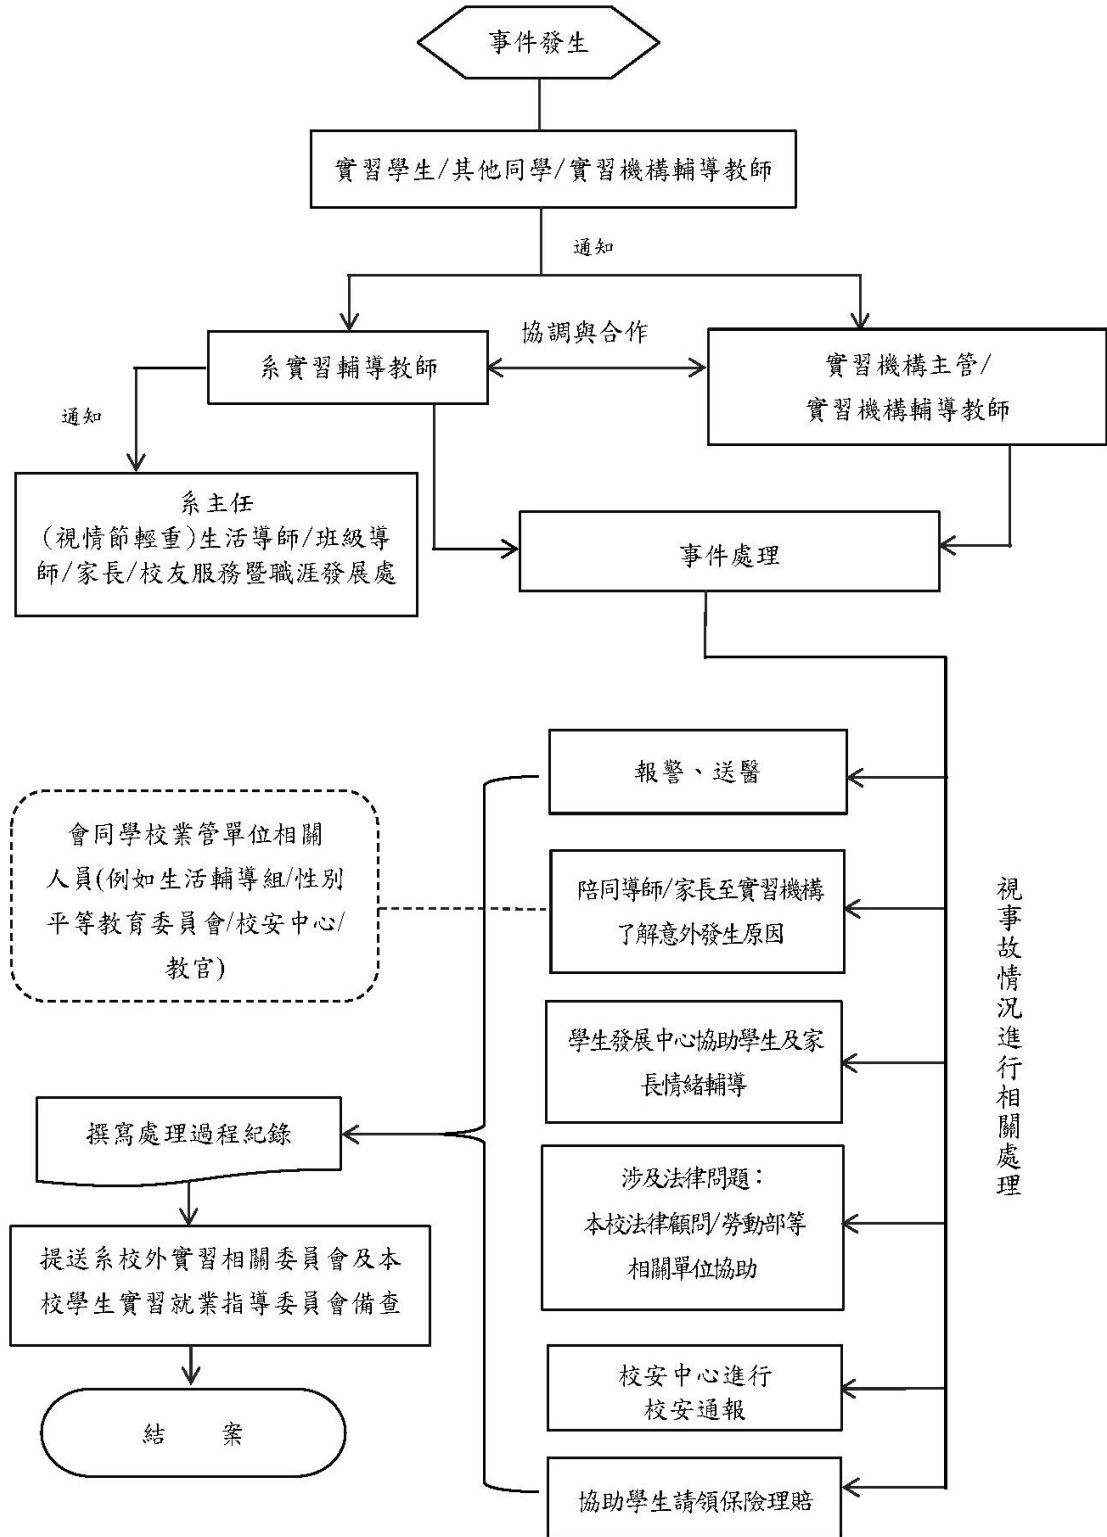 事件發生
實習學生/其他同學/實習機構輔導教師
通知
協調與合作
系實習輔導教師
實習機構主管/
實習機構輔導教師
通知
系主任
(視情節輕重)生活導師/班級導
師/家長/校友服務暨職涯發展處
事件處理
報警、送醫
會同學校業管單位相關
人員(例如生活輔導組/性別
平等教育委員會/校安中心/
教官)
陪同導師/家長至實習機構
了解意外發生原因
視事故情況進行相關處理
學生發展中心協助學生及家
長情緒輔導
撰寫處理過程紀錄
涉及法律問題：
本校法律顧問/勞動部等
相關單位協助
提送系校外實習相關委員會及本
校學生實習就業指導委員會備查
校安中心進行
校安通報
結 案
協助學生請領保險理賠